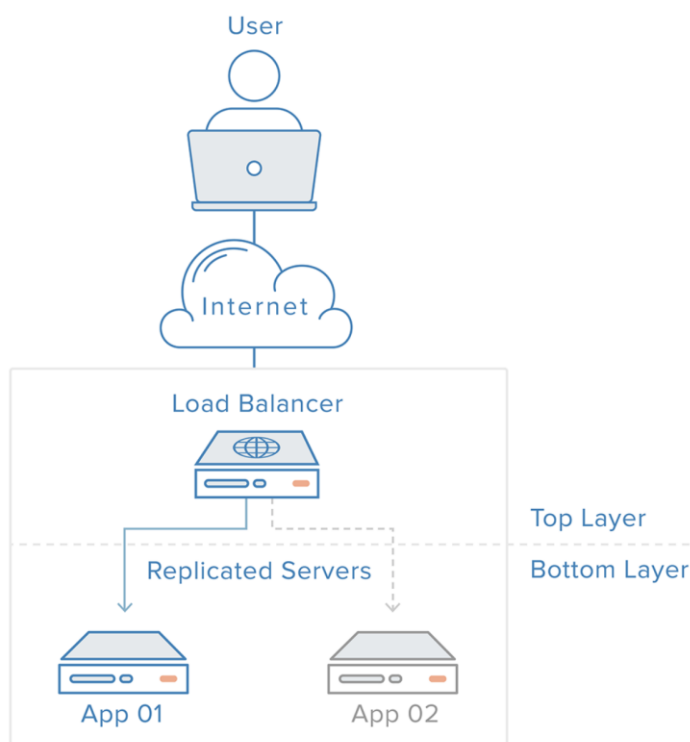 User
Internet
Load Balancer
Top Layer
Replicated Servers
Bottom Layer
App 01
App 02